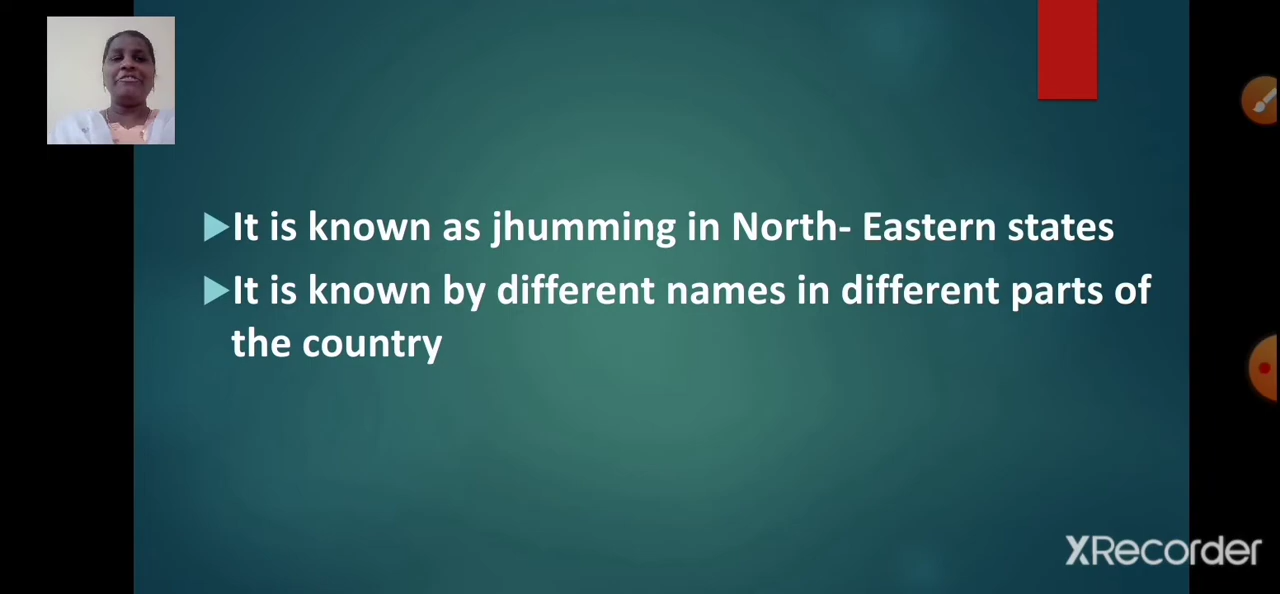 It is known as jhumming in North- Eastern states
It is known by different names in different parts of
the country
XRecorder